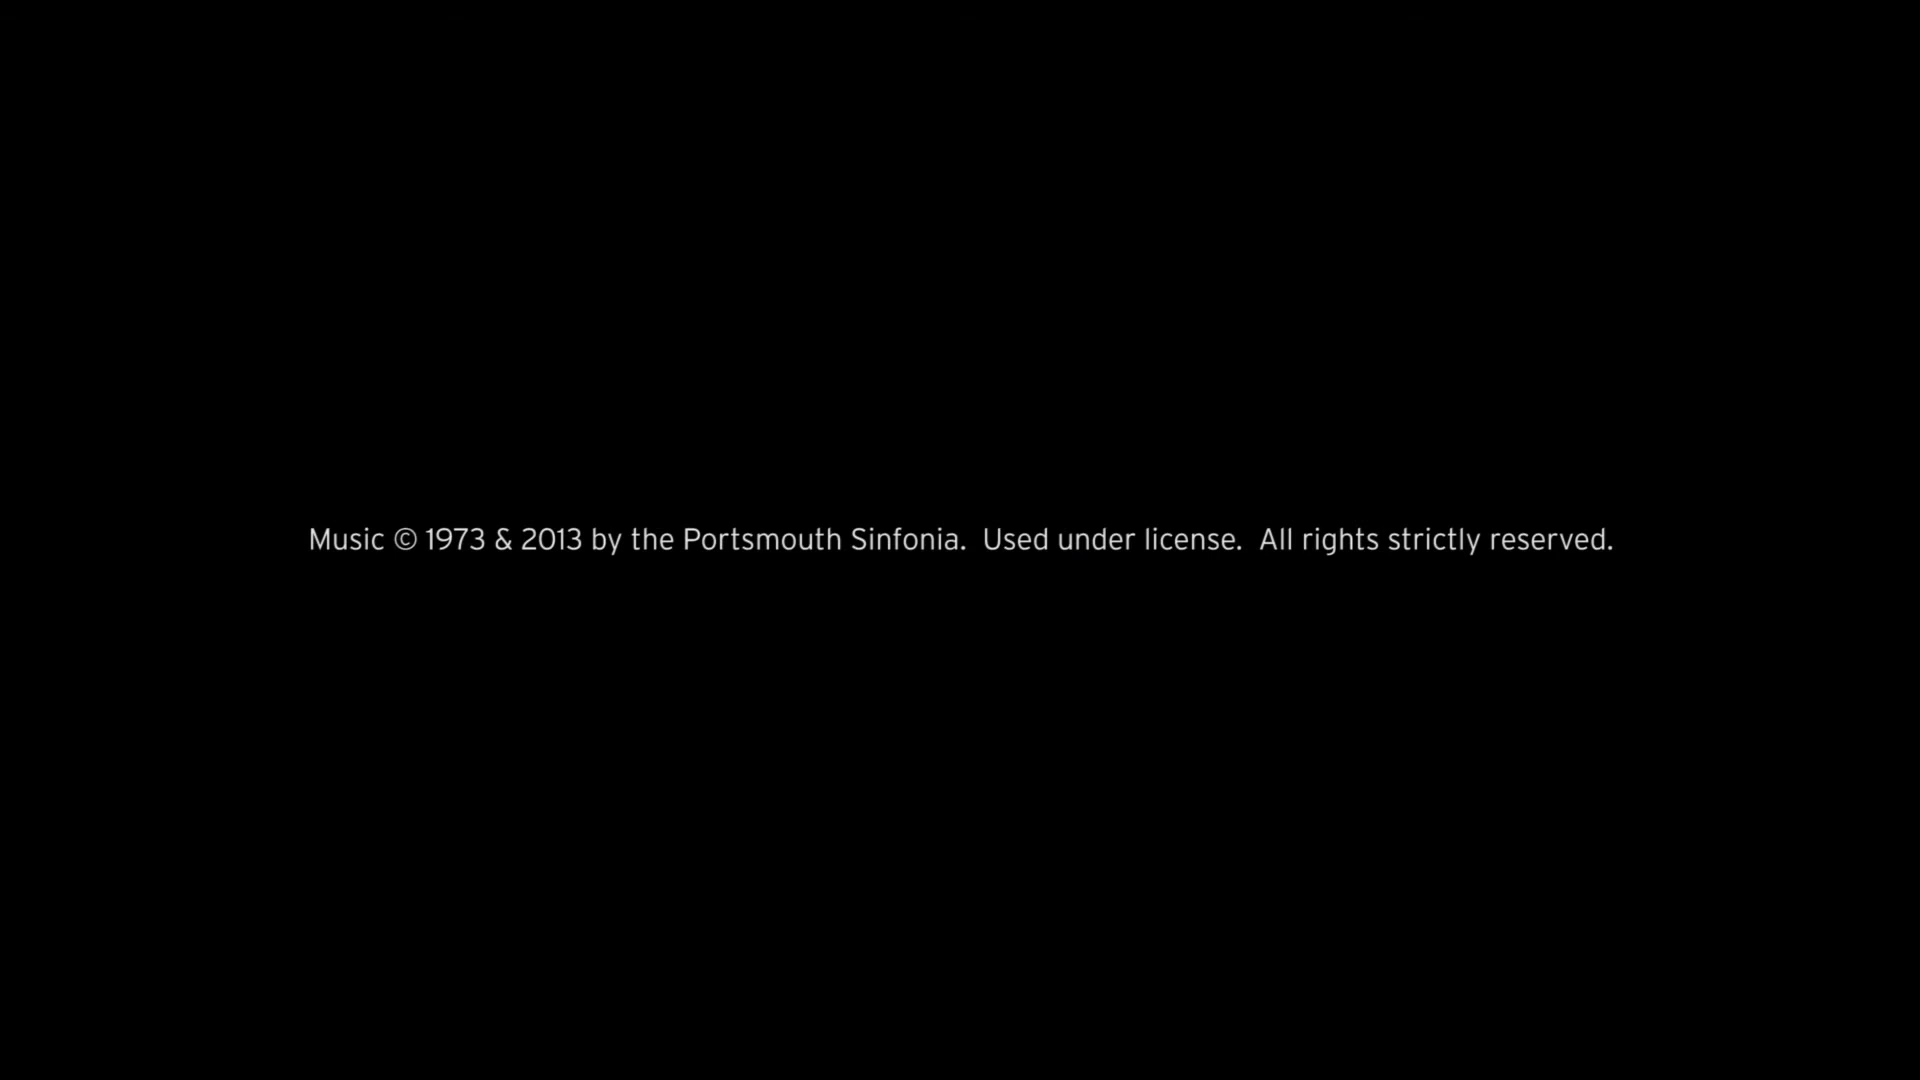 Music © 1973 & 2013 by the Portsmouth Sinfonia.  Used under license.  All rights strictly reserved.